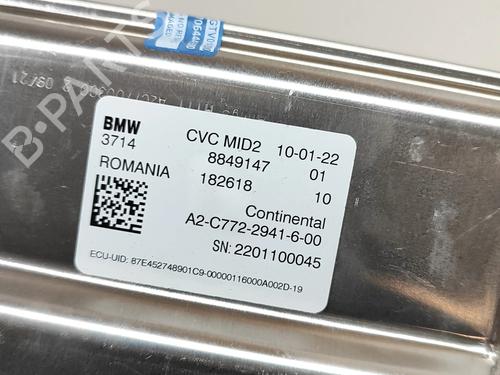 BMW CVC MID2 10-01-22
3714 8849147 01
ROMANIA 182618 10
Continental
A2-C772-2941-6-00
SN: 2201100045
ECU-UID: 87E452748901C9-00000116000A002D-19
B-Parts